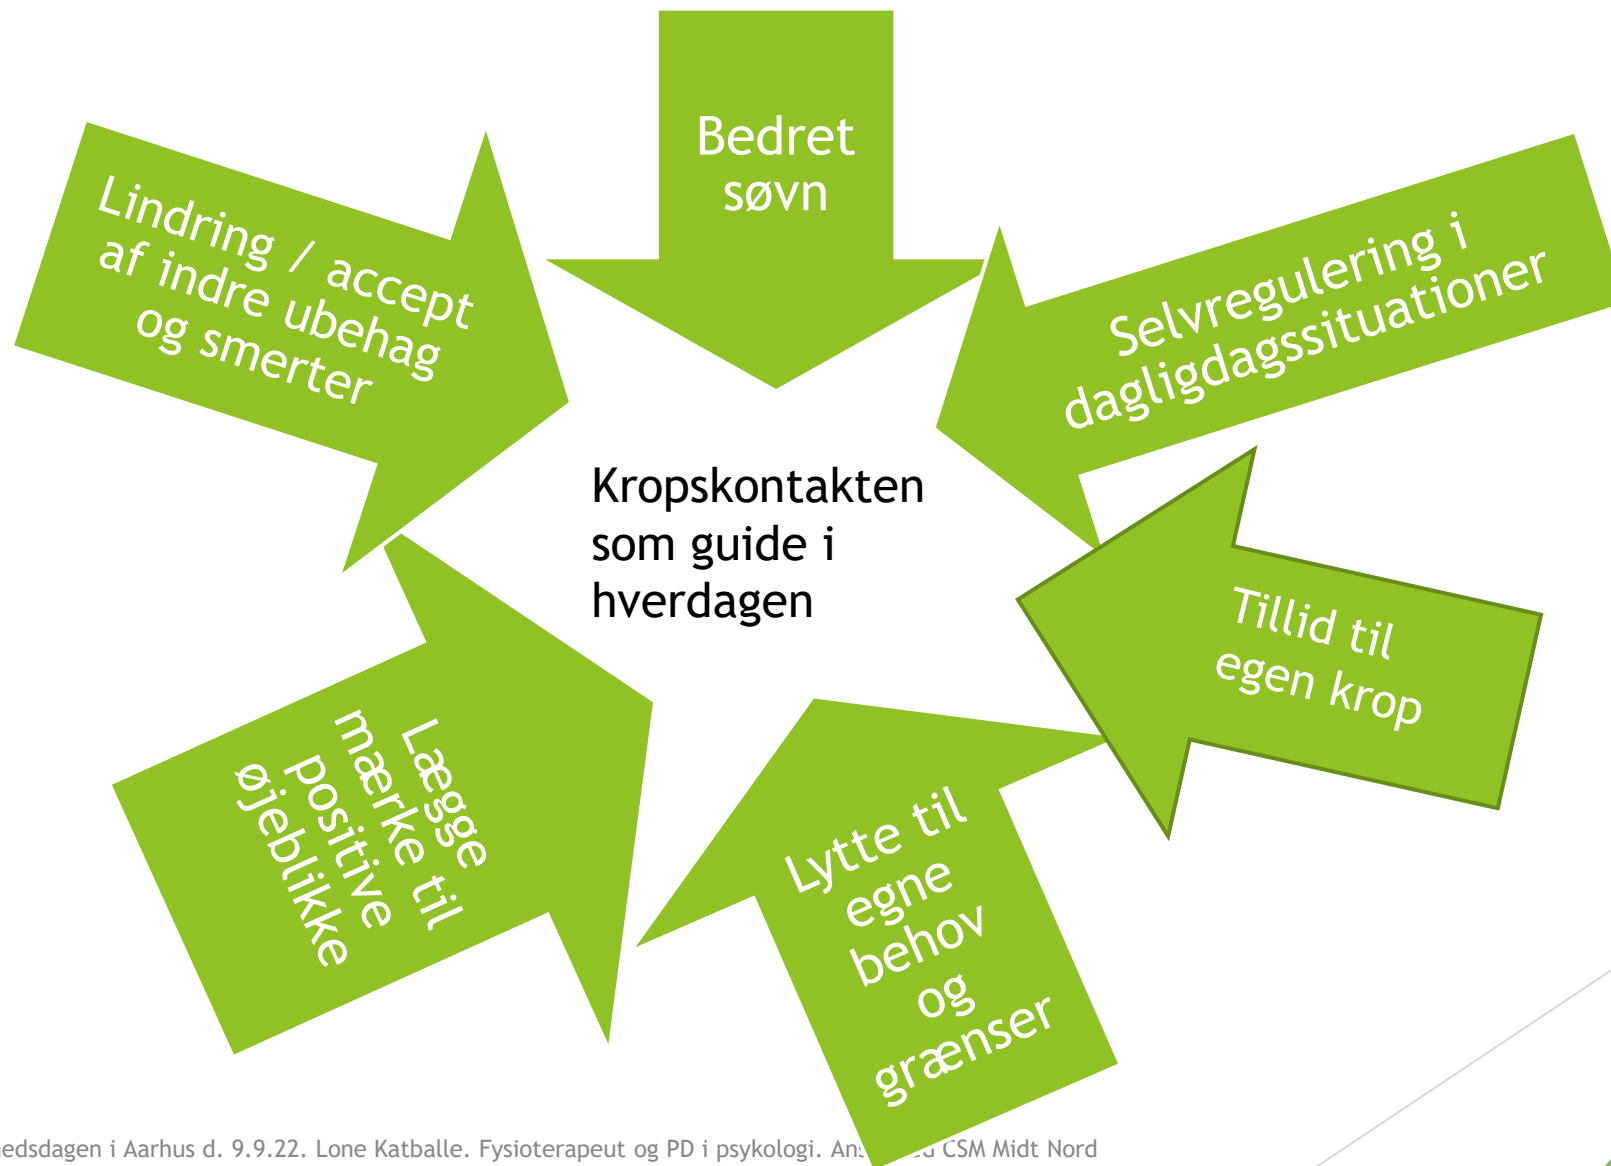 Bedret
søvn
Lindring / accept
af indre ubehag
og smerter
Selvregulering i
dagligdagssituationer
Kropskontakten
som guide i
hverdagen
Tillid til
egen krop
Lægge
mærke til
positive
øjeblikke
Lytte til
egne
behov
og
grænser
i Aarhus d. 9.9.22. Lone Katballe. Fysioterapeut og PD i psykologi. CSM Midt Nord